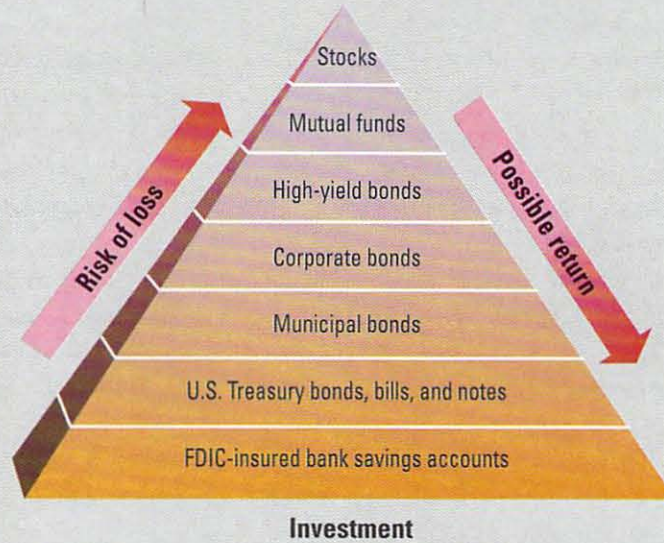 Stocks
Mutual funds
High-yield bonds
Corporate bonds
Municipal bonds
U.S. Treasury bonds, bills, and notes
FDIC-insured bank savings accounts
Risk of loss
Possible return
Investment